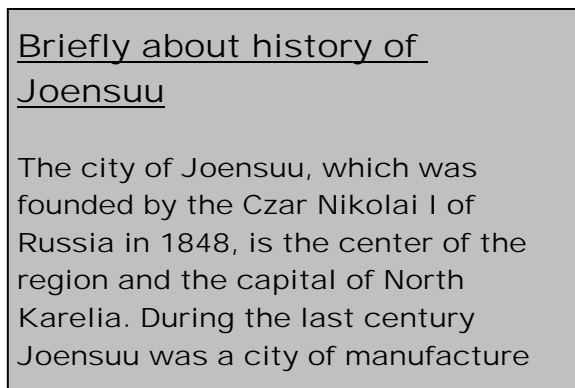 Briefly about history of
Joensuu
The city of Joensuu, which was
founded by the Czar Nikolai I of
Russia in 1848, is the center of the
region and the capital of North
Karelia. During the last century
Joensuu was a city of manufacture